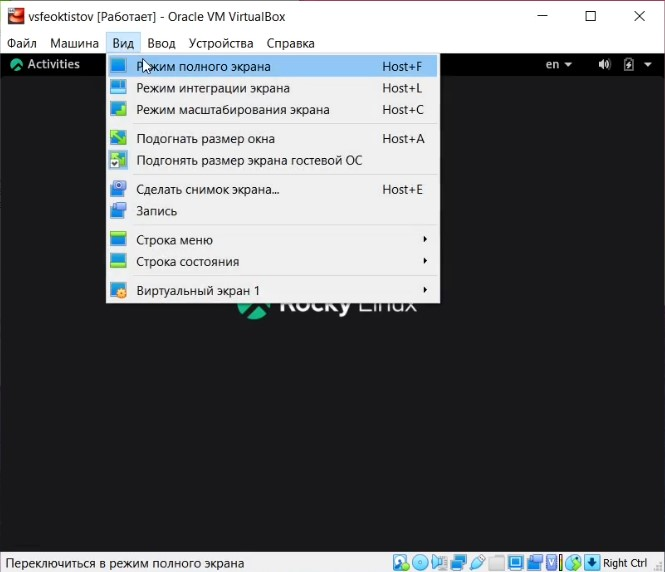 vsfeoktistov [Работает] - Oracle VM VirtualBox
Файл Машина Вид Ввод Устройства Справка
Activities en
Режим полного экрана Host+F
Режим интеграции экрана Host+L
Режим масштабирования экрана Host+C
Подогнать размер окна Host+A
Подгонять размер экрана гостевой ОС
Сделать снимок экрана... Host+E
Запись
Строка меню
Строка состояния
Виртуальный экран 1
Rocky Linux
Переключиться в режим полного экрана Right Ctrl